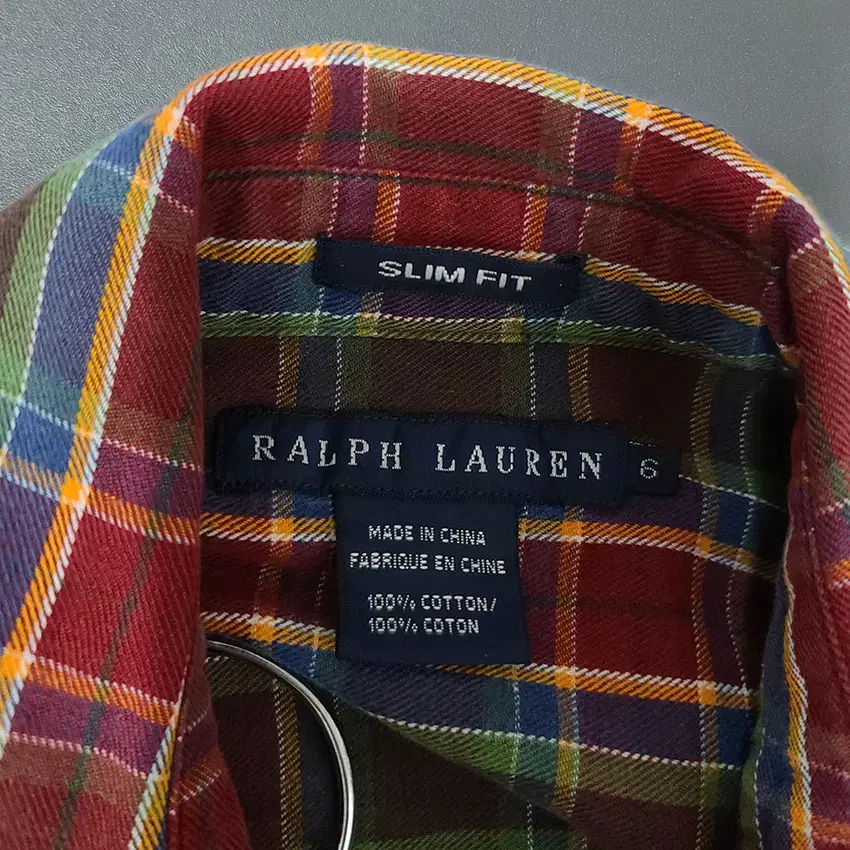 SLIM FIT
RALPH LAUREN 6
MADE IN CHINA
FABRIQUE EN CHINE
100% COTTON/
100% COTON